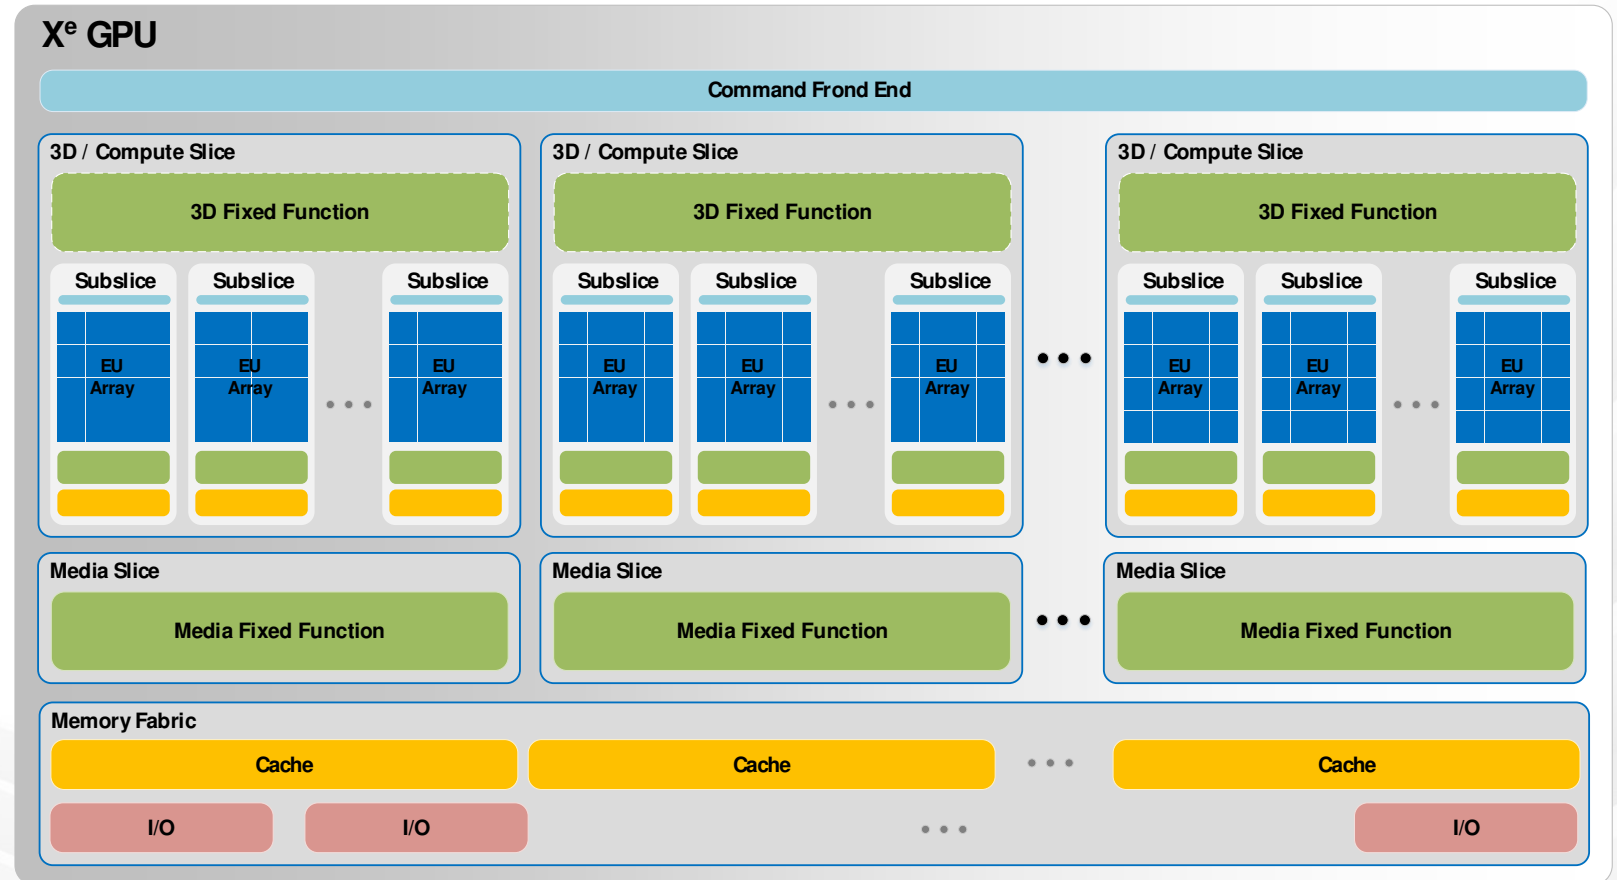 Xe GPU
Command Frond End
3D / Compute Slice
3D / Compute Slice
3D / Compute Slice
3D Fixed Function
3D Fixed Function
3D Fixed Function
Subslice
Subslice
Subslice
Subslice
Subslice
Subslice
Subslice
Subslice
Subslice
EU
Array
EU
Array
EU
Array
EU
Array
EU
Array
EU
Array
EU
Array
EU
Array
EU
Array
Media Slice
Media Slice
Media Slice
Media Fixed Function
Media Fixed Function
Media Fixed Function
Memory Fabric
Cache
Cache
Cache
I/O
I/O
I/O